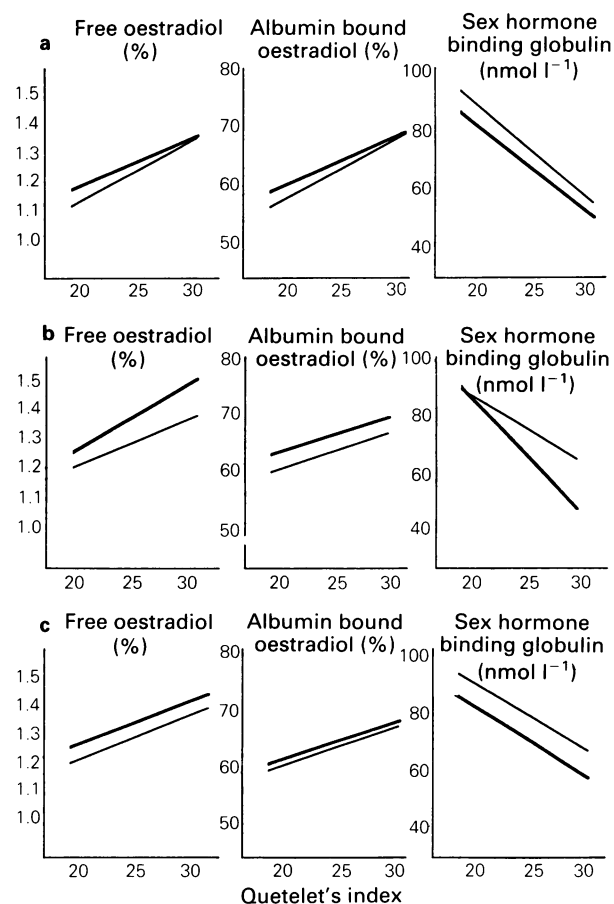 a
Free oestradiol
(%)
Albumin bound
oestradiol (%)
Sex hormone
binding globulin
(nmol l⁻¹)
1.5
1.4
1.3
1.2
1.1
1.0
20 25 30
80
70
60
50
20 25 30
100
80
60
40
20 25 30
b
Free oestradiol
(%)
Albumin bound
oestradiol (%)
Sex hormone
binding globulin
(nmol l⁻¹)
1.5
1.4
1.3
1.2
1.1
1.0
20 25 30
80
70
60
50
20 25 30
100
80
60
40
20 25 30
c
Free oestradiol
(%)
Albumin bound
oestradiol (%)
Sex hormone
binding globulin
(nmol l⁻¹)
1.5
1.4
1.3
1.2
1.1
1.0
20 25 30
80
70
60
50
20 25 30
100
80
60
40
20 25 30
Quetelet's index